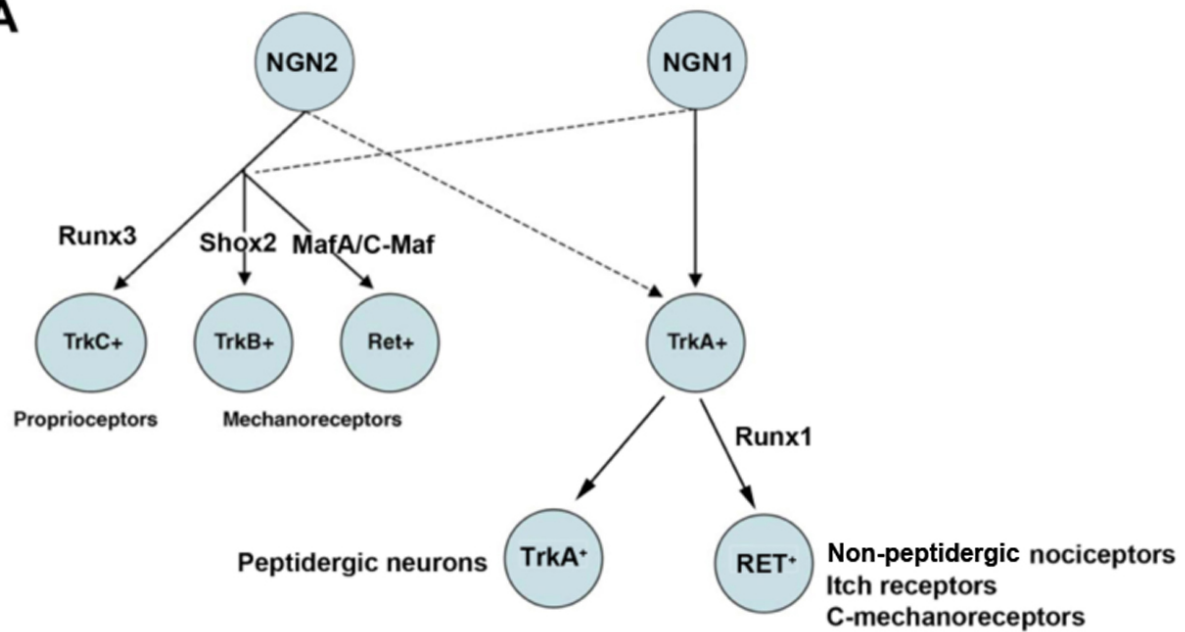 A
NGN2
NGN1
Runx3
Shox2
MafA/C-Maf
TrkC+
TrkB+
Ret+
TrkA+
Proprioceptors
Mechanoreceptors
Runx1
Peptidergic neurons
TrkA⁺
RET⁺
Non-peptidergic nociceptors
Itch receptors
C-mechanoreceptors